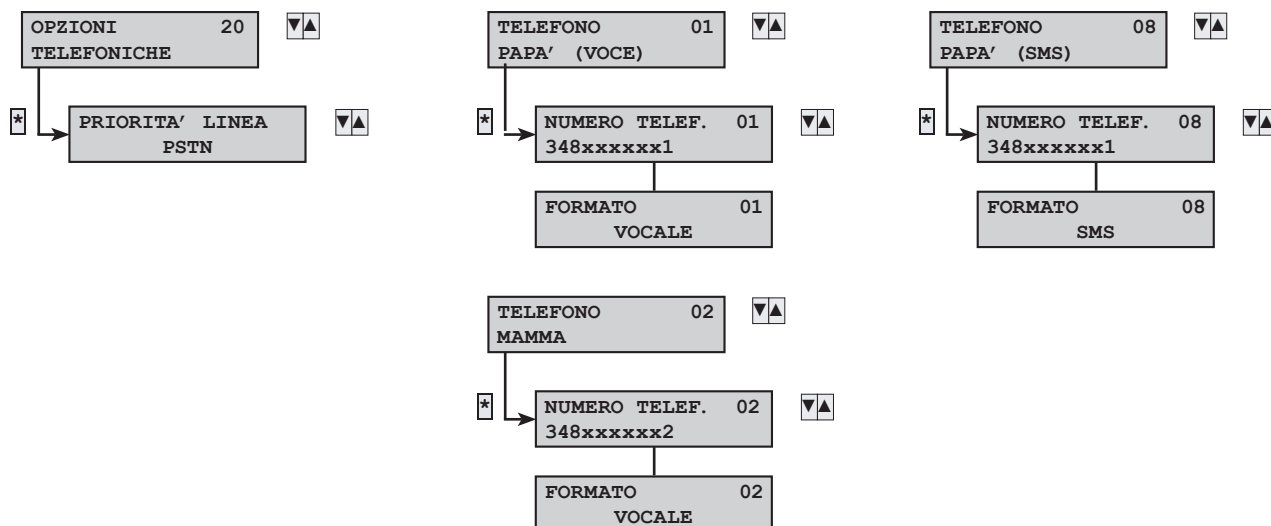 OPZIONI 20
TELEFONICHE
*
PRIORITA' LINEA
PSTN
TELEFONO 01
PAPA' (VOCE)
*
NUMERO TELEF. 01
348xxxxxx1
FORMATO 01
VOCALE
TELEFONO 08
PAPA' (SMS)
*
NUMERO TELEF. 08
348xxxxxx1
FORMATO 08
SMS
TELEFONO 02
MAMMA
*
NUMERO TELEF. 02
348xxxxxx2
FORMATO 02
VOCALE